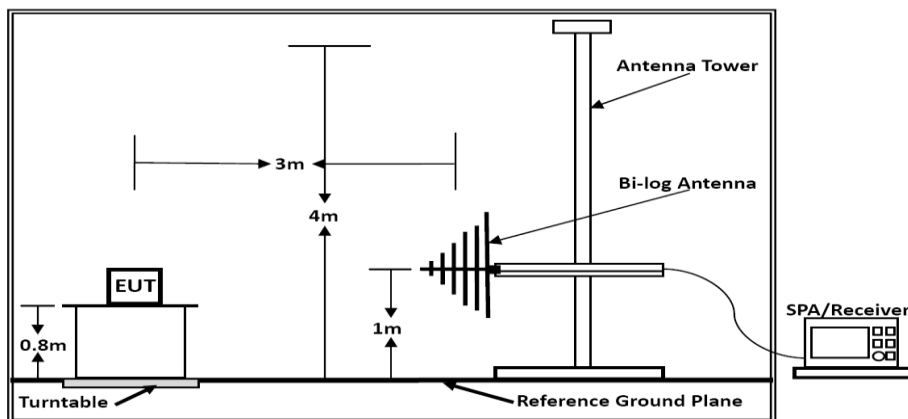 Antenna Tower
3m
Bi-log Antenna
4m
EUT
SPA/Receiver
1m
0.8m
Turntable
Reference Ground Plane